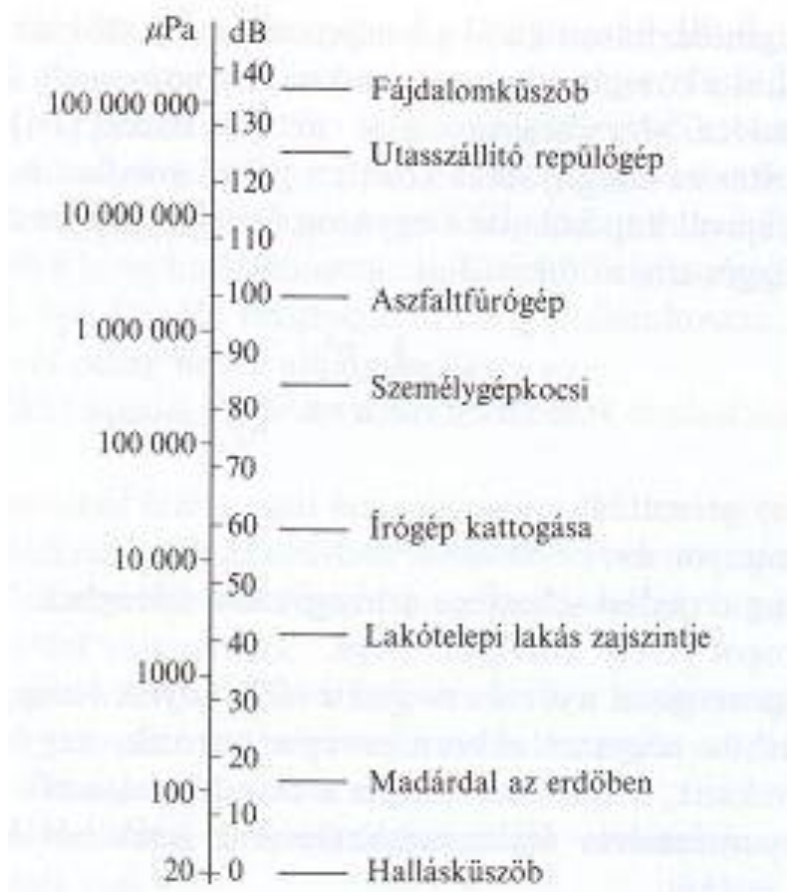 µPa dB
140
Fájdalomküszöb
100 000 000
130
Utasszállító repülőgép
120
10 000 000
110
100
Aszfaltfúrógép
1 000 000
90
Személygépkocsi
80
100 000
70
60
Írógép kattogása
10 000
50
Lakótelepi lakás zajszintje
40
1000
30
20
Madárdal az erdőben
100
10
20 0 Hallásküszöb